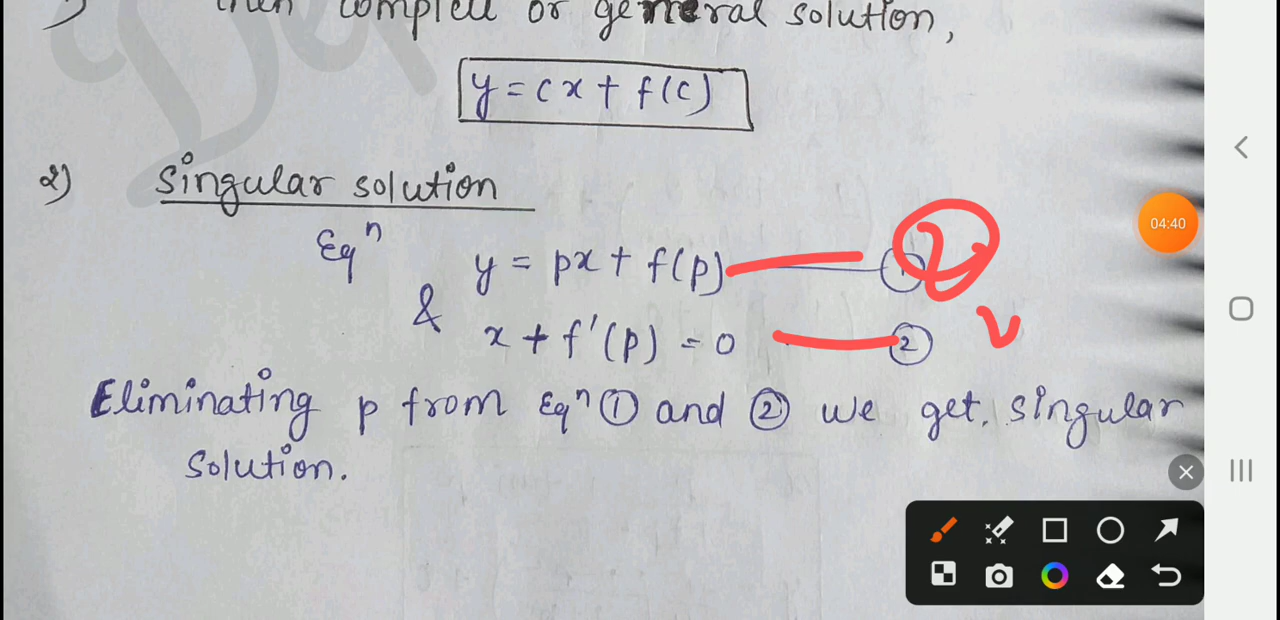 then complete or general solution,
y = cx + f(c)
2) Singular solution
Eqⁿ
y = px + f(p) —— ①
&
x + f'(p) = 0 —— ②
Eliminating p from Eqⁿ ① and ② we get. singular
solution.
04:40